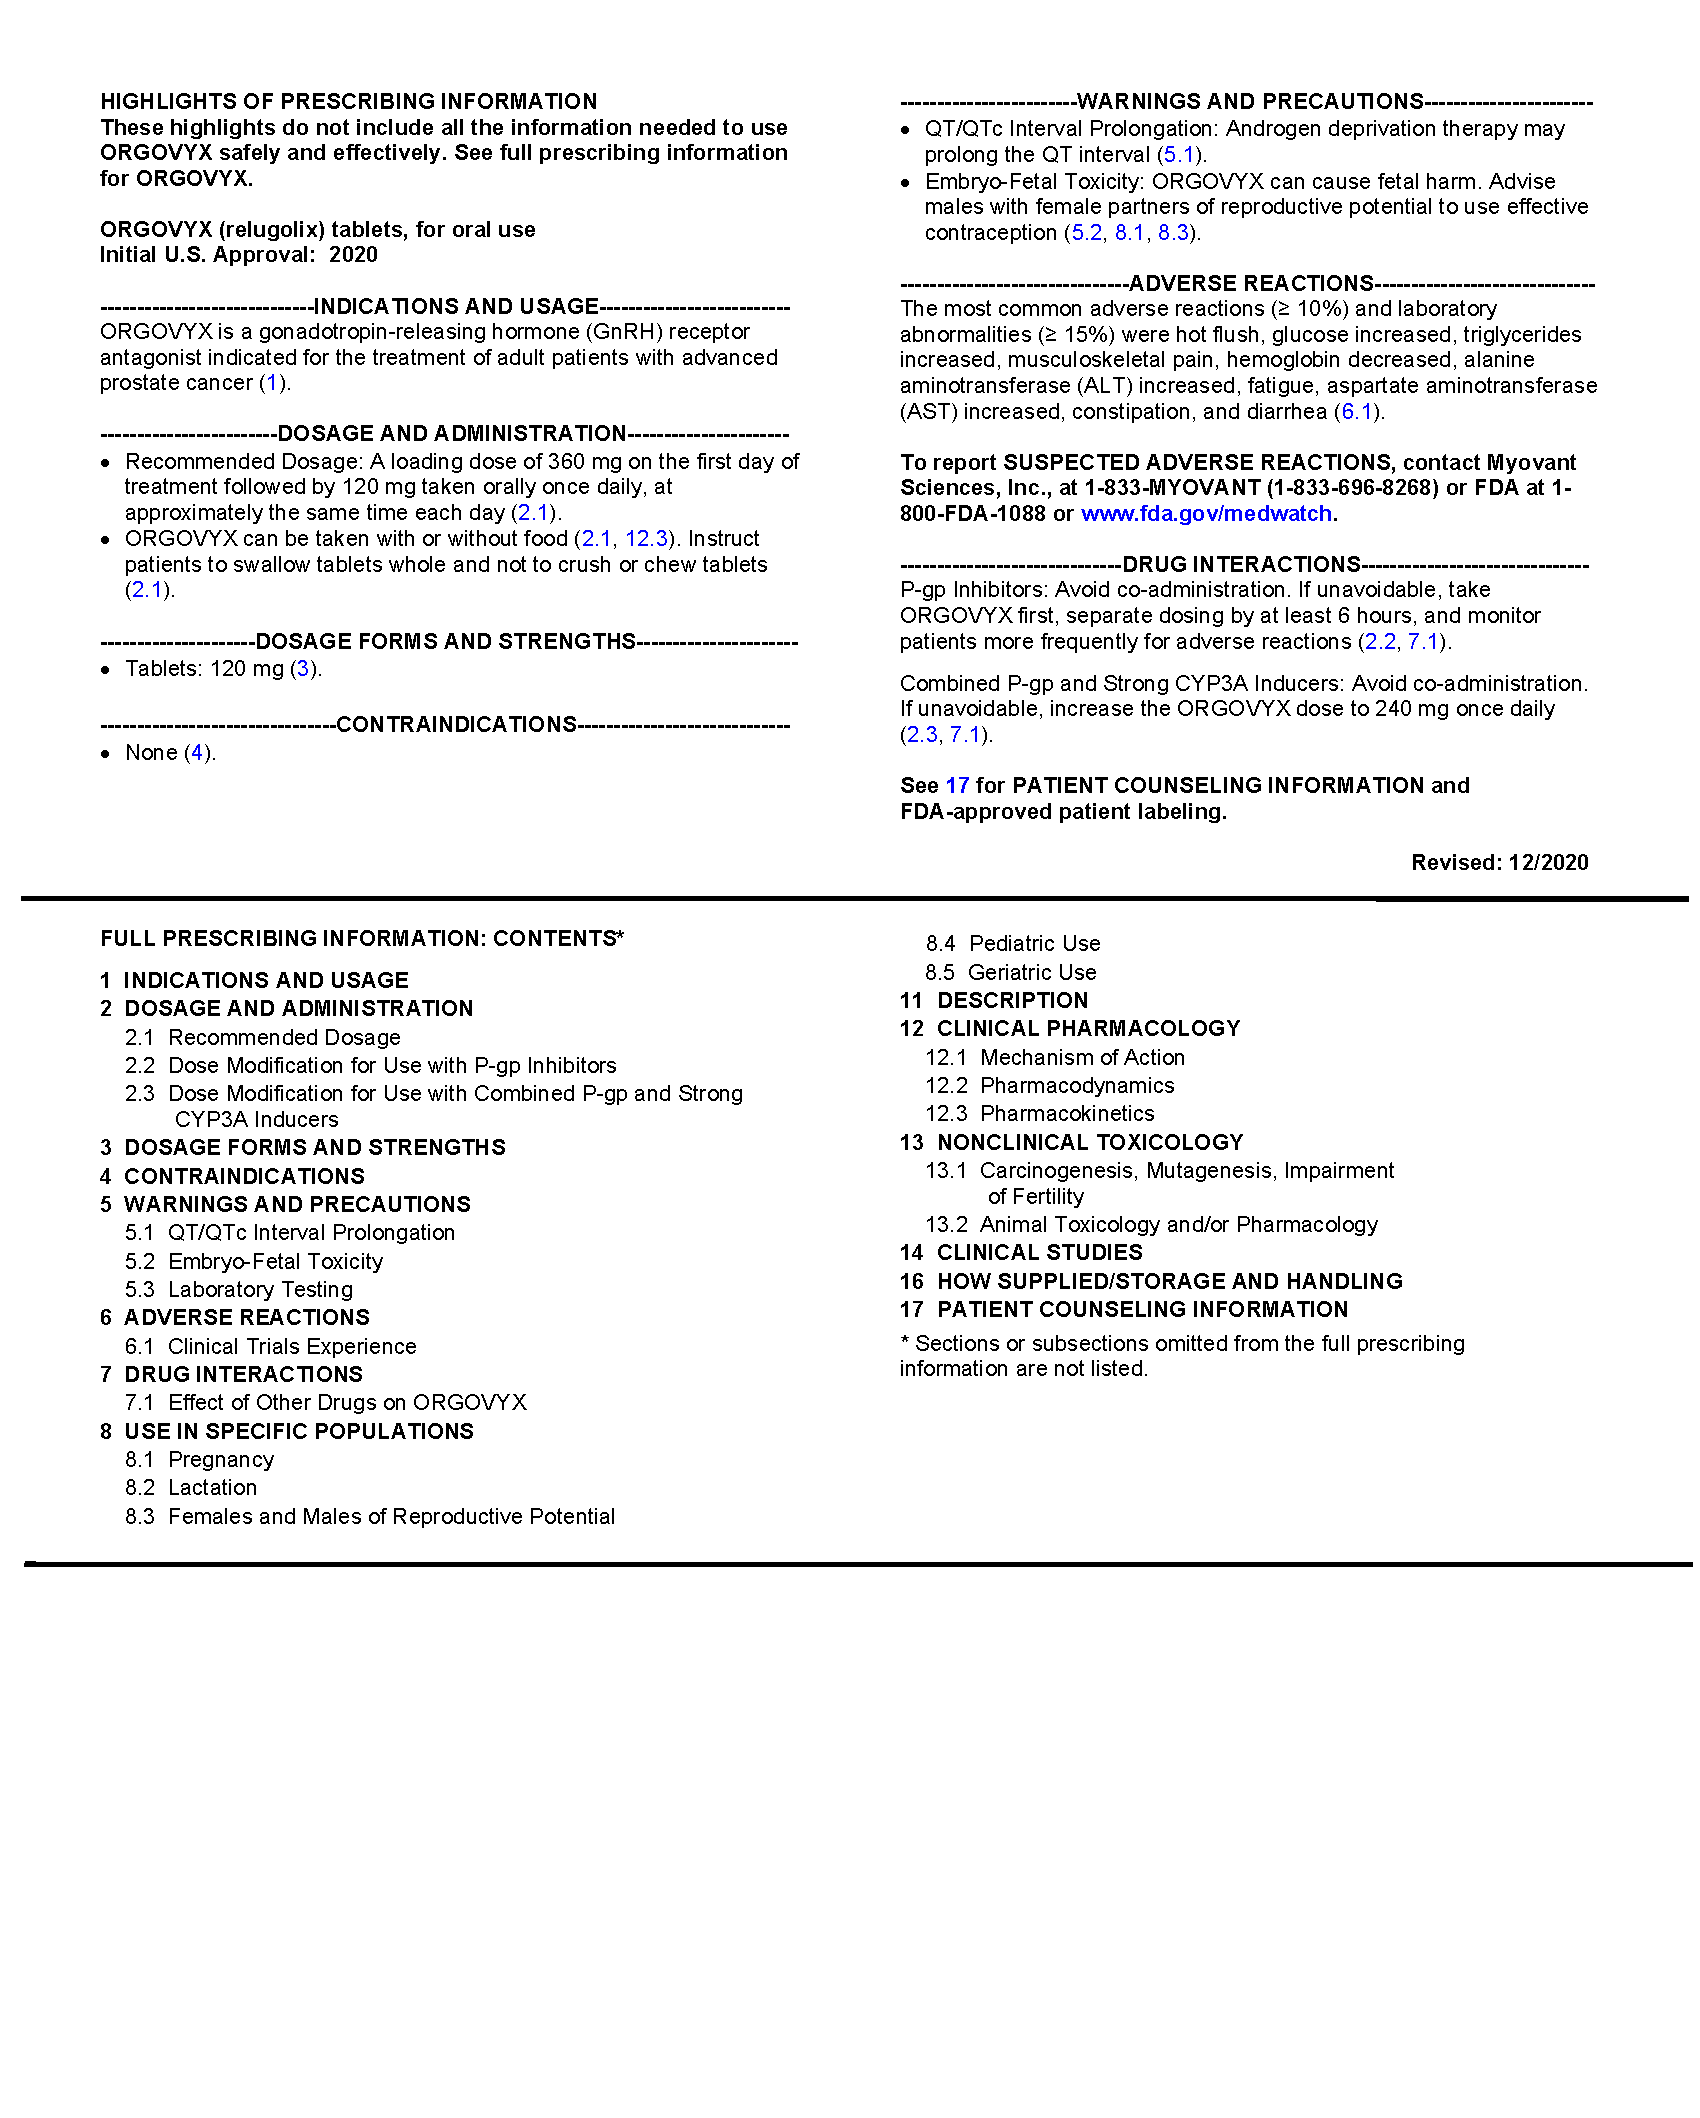 HIGHLIGHTS OF PRESCRIBING INFORMATION
These highlights do not include all the information needed to use
ORGOVYX safely and effectively. See full prescribing information
for ORGOVYX.
ORGOVYX (relugolix) tablets, for oral use
Initial U.S. Approval:  2020
-----------------------------INDICATIONS AND USAGE--------------------------
ORGOVYX is a gonadotropin-releasing hormone (GnRH) receptor
antagonist indicated for the treatment of adult patients with advanced
prostate cancer (1).
------------------------DOSAGE AND ADMINISTRATION----------------------
• Recommended Dosage: A loading dose of 360 mg on the first day of
treatment followed by 120 mg taken orally once daily, at
approximately the same time each day (2.1).
• ORGOVYX can be taken with or without food (2.1, 12.3). Instruct
patients to swallow tablets whole and not to crush or chew tablets
(2.1).
---------------------DOSAGE FORMS AND STRENGTHS----------------------
• Tablets: 120 mg (3).
--------------------------------CONTRAINDICATIONS-----------------------------
• None (4).
------------------------WARNINGS AND PRECAUTIONS-----------------------
• QT/QTc Interval Prolongation: Androgen deprivation therapy may
prolong the QT interval (5.1).
• Embryo-Fetal Toxicity: ORGOVYX can cause fetal harm. Advise
males with female partners of reproductive potential to use effective
contraception (5.2, 8.1, 8.3).
-------------------------------ADVERSE REACTIONS------------------------------
The most common adverse reactions (≥ 10%) and laboratory
abnormalities (≥ 15%) were hot flush, glucose increased, triglycerides
increased, musculoskeletal pain, hemoglobin decreased, alanine
aminotransferase (ALT) increased, fatigue, aspartate aminotransferase
(AST) increased, constipation, and diarrhea (6.1).
To report SUSPECTED ADVERSE REACTIONS, contact Myovant
Sciences, Inc., at 1-833-MYOVANT (1-833-696-8268) or FDA at 1-
800-FDA-1088 or www.fda.gov/medwatch.
------------------------------DRUG INTERACTIONS-------------------------------
P-gp Inhibitors: Avoid co-administration. If unavoidable, take
ORGOVYX first, separate dosing by at least 6 hours, and monitor
patients more frequently for adverse reactions (2.2, 7.1).
Combined P-gp and Strong CYP3A Inducers: Avoid co-administration.
If unavoidable, increase the ORGOVYX dose to 240 mg once daily
(2.3, 7.1).
See 17 for PATIENT COUNSELING INFORMATION and
FDA-approved patient labeling.
Revised: 12/2020
FULL PRESCRIBING INFORMATION: CONTENTS*
1 INDICATIONS AND USAGE
2 DOSAGE AND ADMINISTRATION
2.1 Recommended Dosage
2.2 Dose Modification for Use with P-gp Inhibitors
2.3 Dose Modification for Use with Combined P-gp and Strong
CYP3A Inducers
3 DOSAGE FORMS AND STRENGTHS
4 CONTRAINDICATIONS
5 WARNINGS AND PRECAUTIONS
5.1 QT/QTc Interval Prolongation
5.2 Embryo-Fetal Toxicity
5.3 Laboratory Testing
6 ADVERSE REACTIONS
6.1 Clinical Trials Experience
7 DRUG INTERACTIONS
7.1 Effect of Other Drugs on ORGOVYX
8 USE IN SPECIFIC POPULATIONS
8.1 Pregnancy
8.2 Lactation
8.3 Females and Males of Reproductive Potential
8.4 Pediatric Use
8.5 Geriatric Use
11 DESCRIPTION
12 CLINICAL PHARMACOLOGY
12.1 Mechanism of Action
12.2 Pharmacodynamics
12.3 Pharmacokinetics
13 NONCLINICAL TOXICOLOGY
13.1 Carcinogenesis, Mutagenesis, Impairment
of Fertility
13.2 Animal Toxicology and/or Pharmacology
14 CLINICAL STUDIES
16 HOW SUPPLIED/STORAGE AND HANDLING
17 PATIENT COUNSELING INFORMATION
* Sections or subsections omitted from the full prescribing
information are not listed.